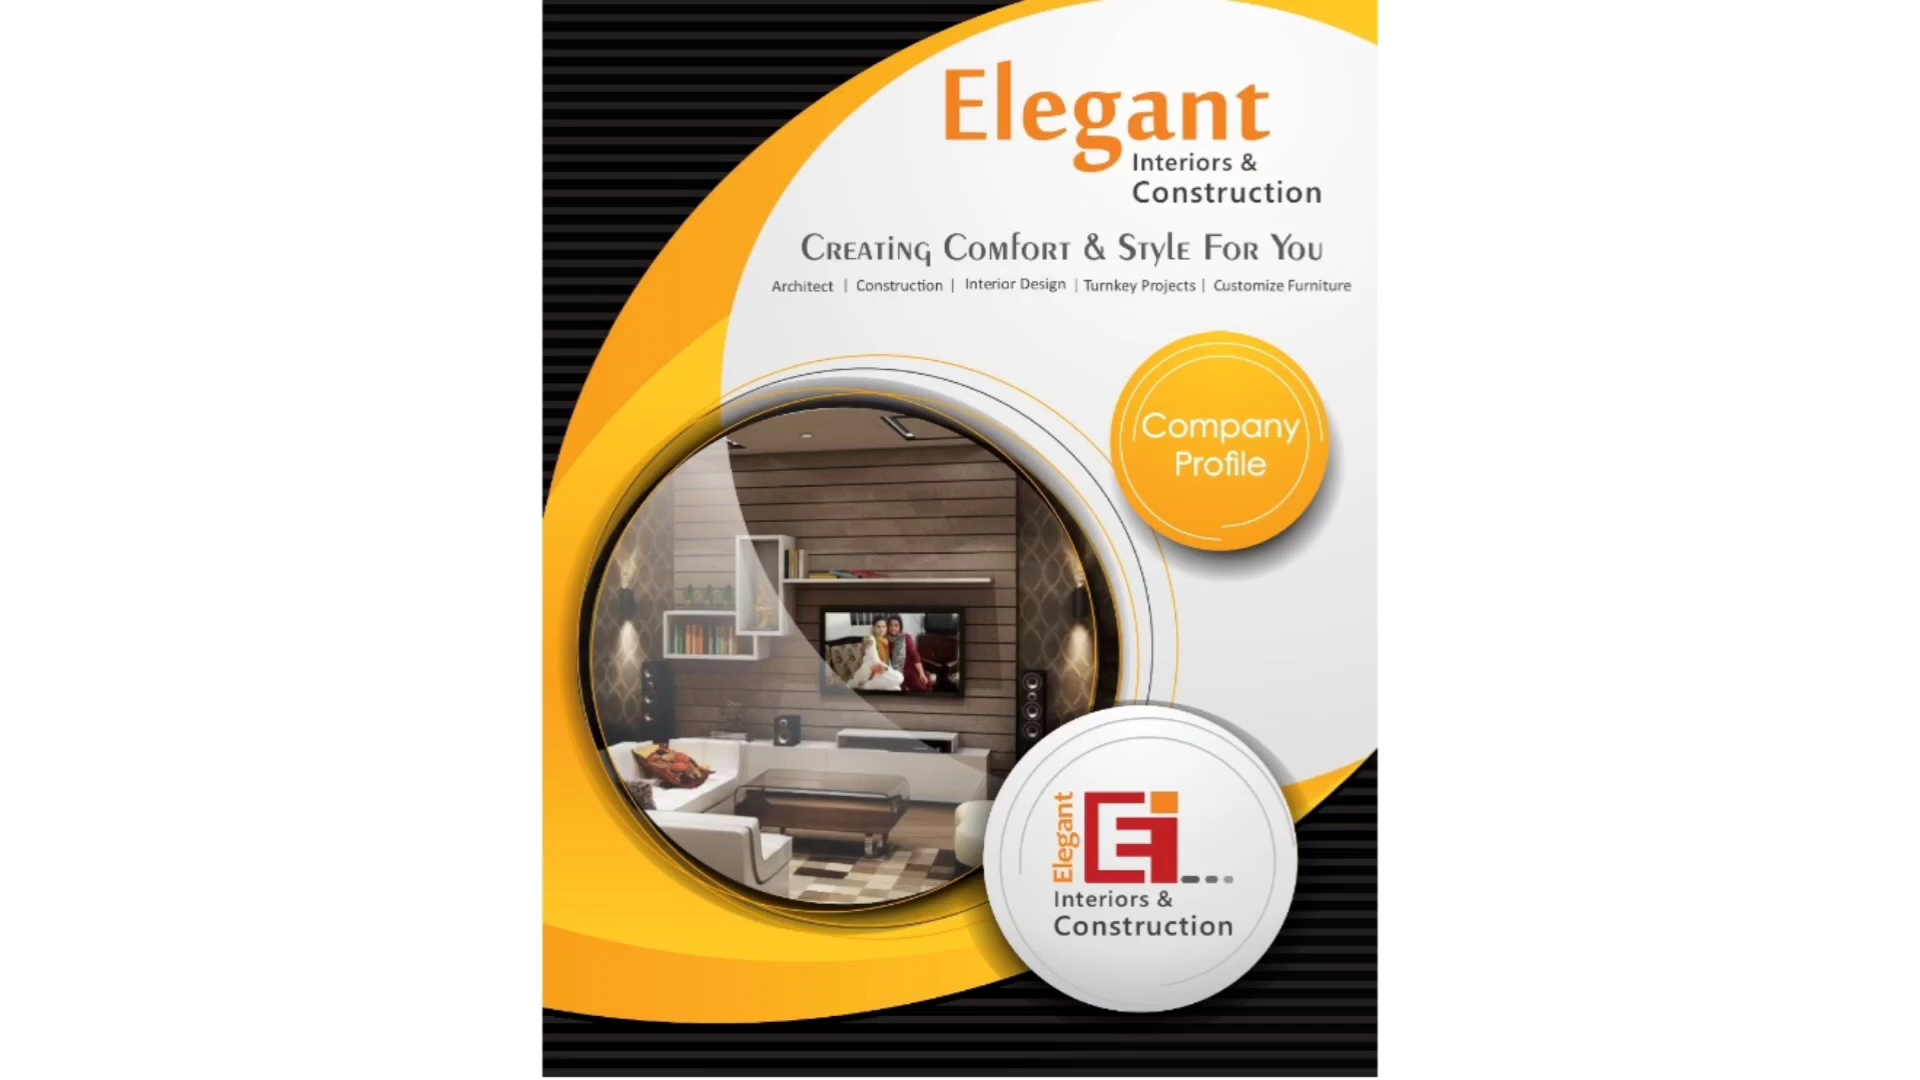 Elegant
Interiors &
Construction
Creating Comfort & Style For You
Architect | Construction | Interior Design | Turnkey Projects | Customize Furniture
Company
Profile
Elegant
Ei
Interiors &
Construction